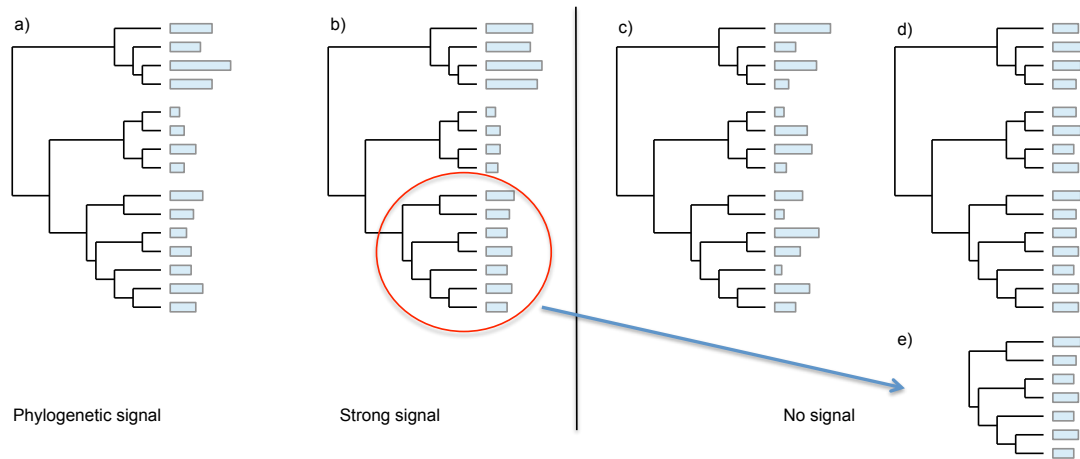 a)
b)
c)
d)
e)
Phylogenetic signal
Strong signal
No signal